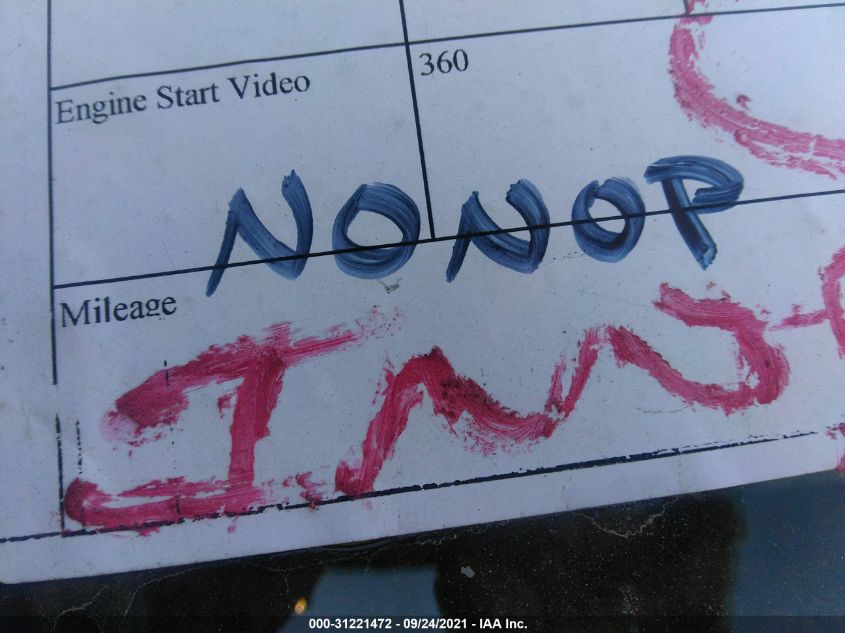 Engine Start Video 360
NONOP
Mileage
000-31221472 - 09/24/2021 - IAA Inc.